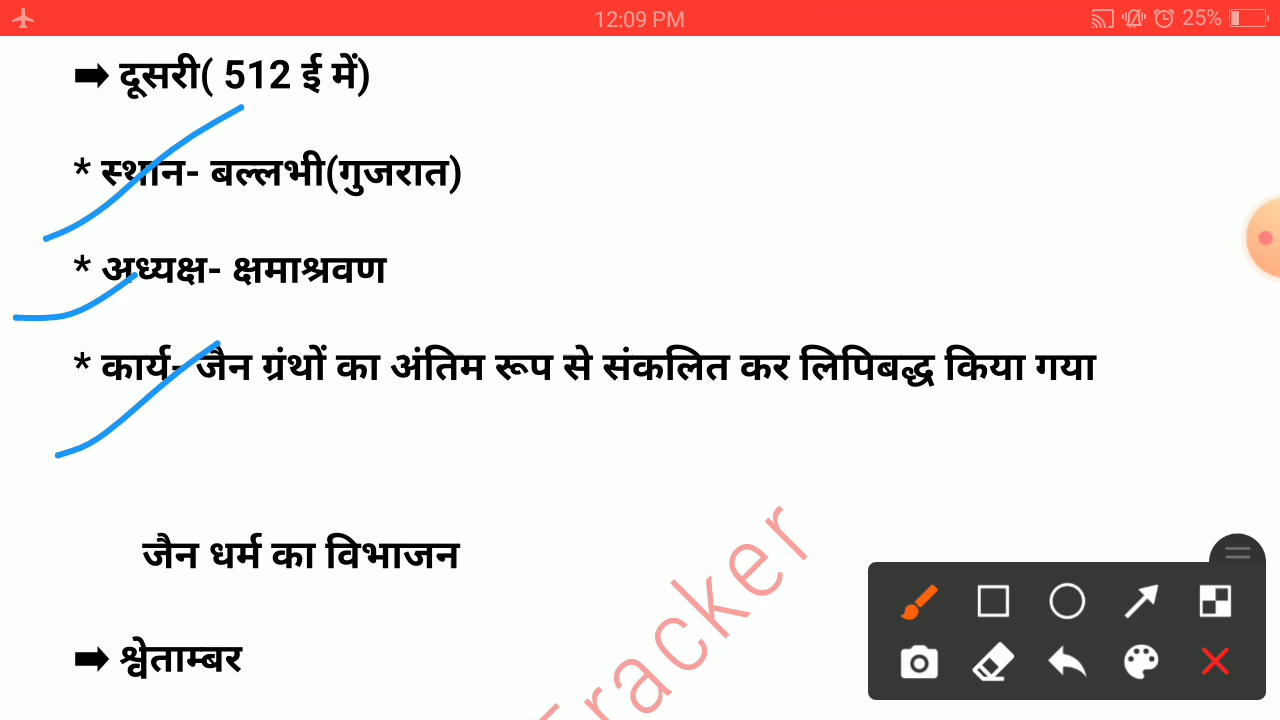 12:09 PM 25%
➡ दूसरी( 512 ई में)
* स्थान- बल्लभी(गुजरात)
* अध्यक्ष- क्षमाश्रवण
* कार्य- जैन ग्रंथों का अंतिम रूप से संकलित कर लिपिबद्ध किया गया
जैन धर्म का विभाजन
➡ श्वेताम्बर
Tracker